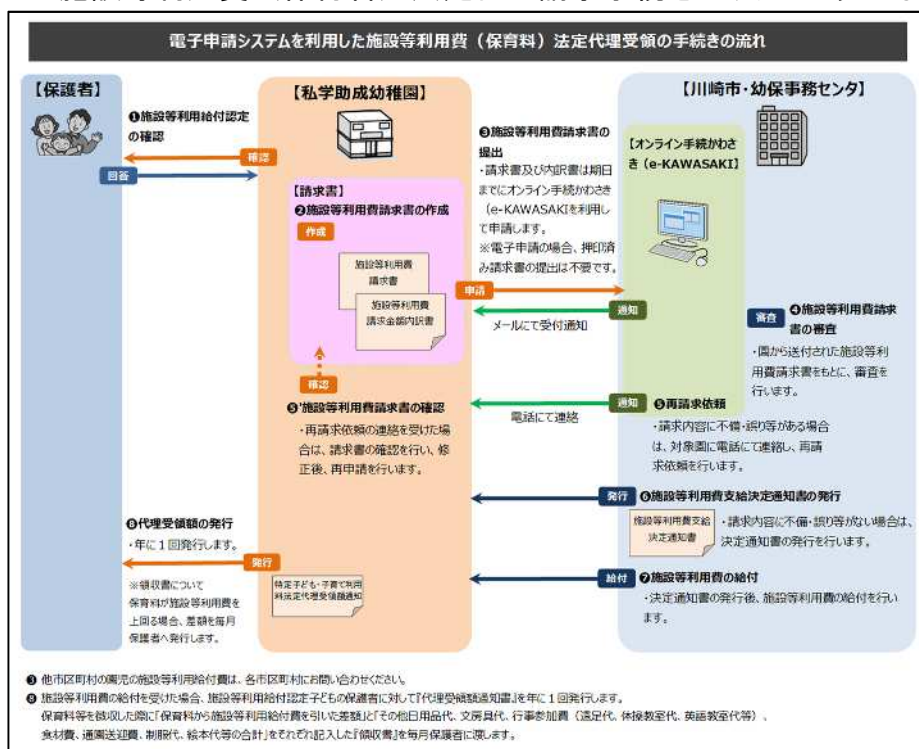 電子申請システムを利用した施設等利用費（保育料）法定代理受領の手続きの流れ
【保護者】
❶施設等利用給付認定
の確認
確認
回答
【私学助成幼稚園】
【請求書】
❷施設等利用費請求書の作成
作成
施設等利用費
請求書
施設等利用費
請求金額内訳書
確認
❺'施設等利用費請求書の確認
・再請求依頼の連絡を受けた場
合は、請求書の確認を行い、修
正後、再申請を行います。
❸施設等利用費請求書の
提出
・請求書及び内訳書は期日
までにオンライン手続かわさき
（e-KAWASAKI)を利用し
て申請します。
※電子申請の場合、押印済
み請求書の提出は不要です。
申請
通知
メールにて受付通知
【川崎市・幼保事務センタ】
【オンライン手続かわさ
き（e-KAWASAKI】
審査
❹施設等利用費請求
書の審査
・園から送付された施設等利
用費請求書をもとに、審査を
行います。
通知
電話にて連絡
❺再請求依頼
・請求内容に不備・誤り等がある場合
は、対象園に電話にて連絡し、再請
求依頼を行います。
発行
❻施設等利用費支給決定通知書の発行
施設等利用費支給
決定通知書
・請求内容に不備・誤り等がない場合は、
決定通知書の発行を行います。
給付
❼施設等利用費の給付
・決定通知書の発行後、施設等利用費の給付を行い
ます。
❽代理受領額の発行
・年に１回発行します。
発行
特定子ども・子育て利用
料法定代理受領額通知
※領収書について
保育料が施設等利用費を
上回る場合、差額を毎月
保護者へ発行します。
❸ 他市区町村の園児の施設等利用給付費は、各市区町村にお問い合わせください。
❽ 施設等利用費の給付を受けた場合、施設等利用給付認定子どもの保護者に対して『代理受領額通知書』を年に１回発行します。
保育料等を徴収した際に「保育料から施設等利用給付費を引いた差額」と「その他日用品代、文房具代、行事参加費（遠足代、体操教室代、英語教室代等）、
食材費、通園送迎費、制服代、絵本代等の合計」をそれぞれ記入した『領収書』を毎月保護者に渡します。